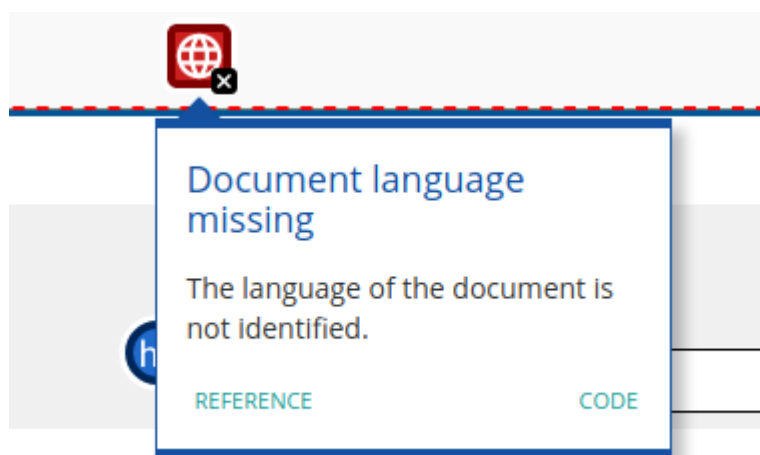 Document language
missing
The language of the document is
not identified.
h
REFERENCE
CODE